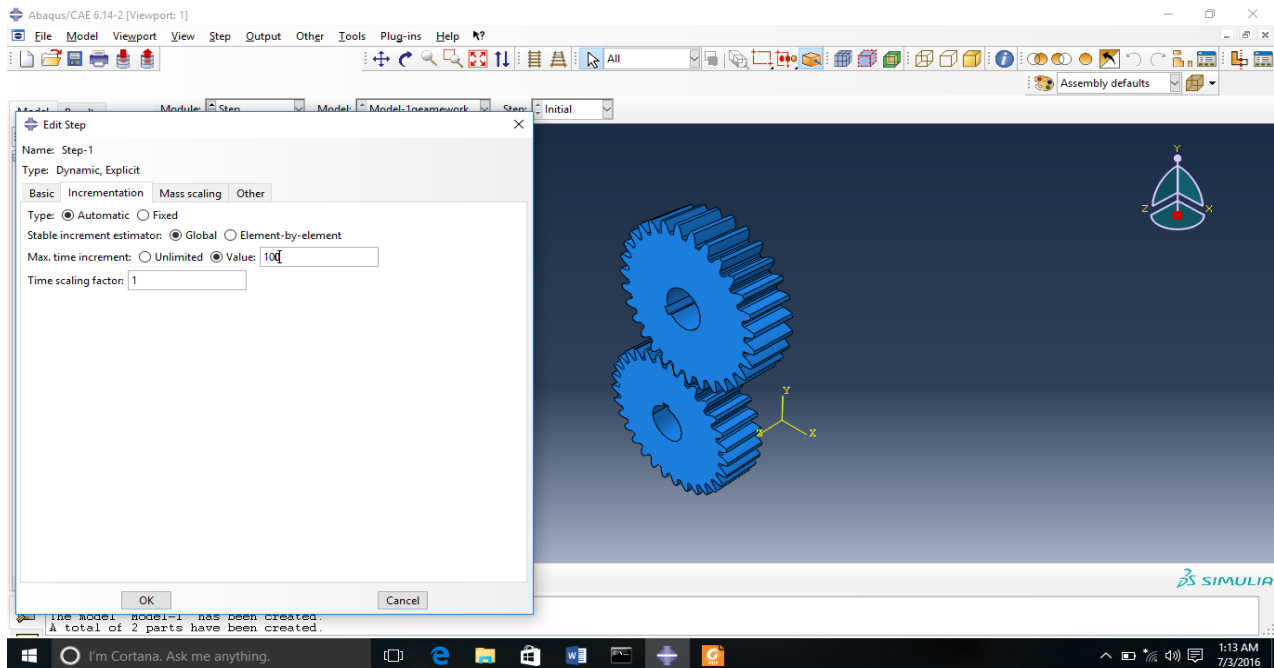 Abaqus/CAE 6.14-2 [Viewport: 1]
File Model Viewport View Step Output Other Tools Plug-ins Help
All
Assembly defaults
Model Module: Step Model: Model-1geamework Step: Initial
Edit Step
Name: Step-1
Type: Dynamic, Explicit
Basic Incrementation Mass scaling Other
Type: Automatic Fixed
Stable increment estimator: Global Element-by-element
Max. time increment: Unlimited Value: 100
Time scaling factor: 1
OK Cancel
Y
Z X
Y
Z X
SIMULIA
The model "Model-1" has been created.
A total of 2 parts have been created.
I'm Cortana. Ask me anything.
1:13 AM
7/3/2016